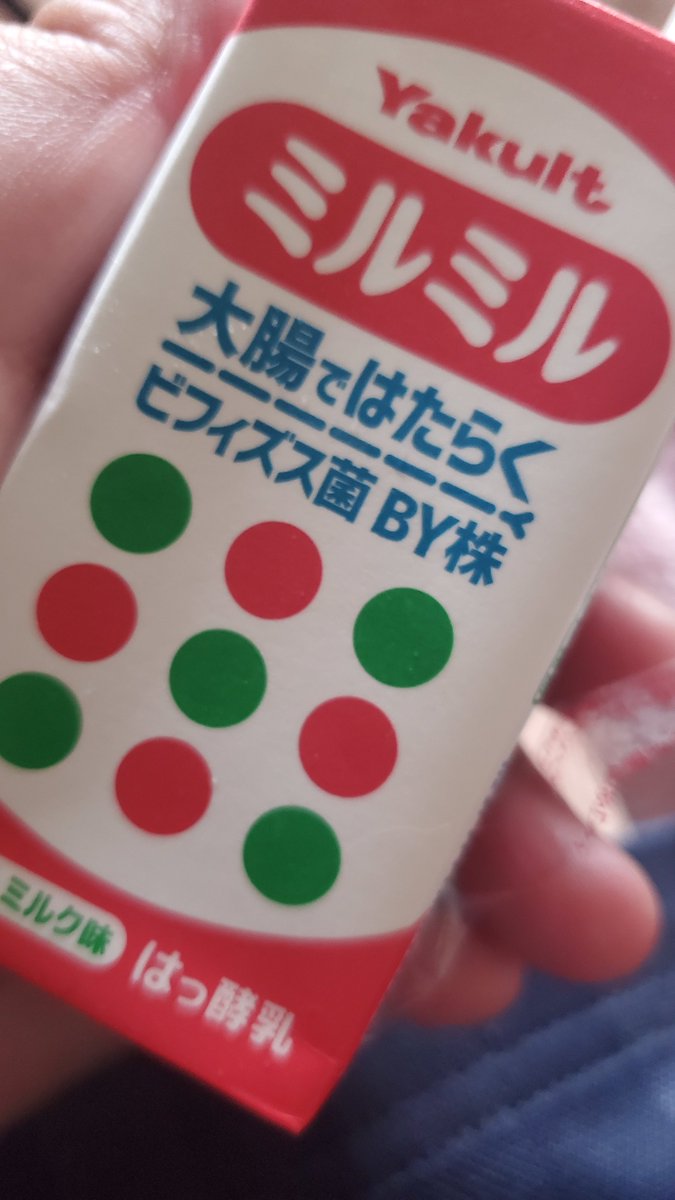 Yakult
ミルミル
大腸ではたらく
ビフィズス菌 BY株
ミルク味
はっ酵乳